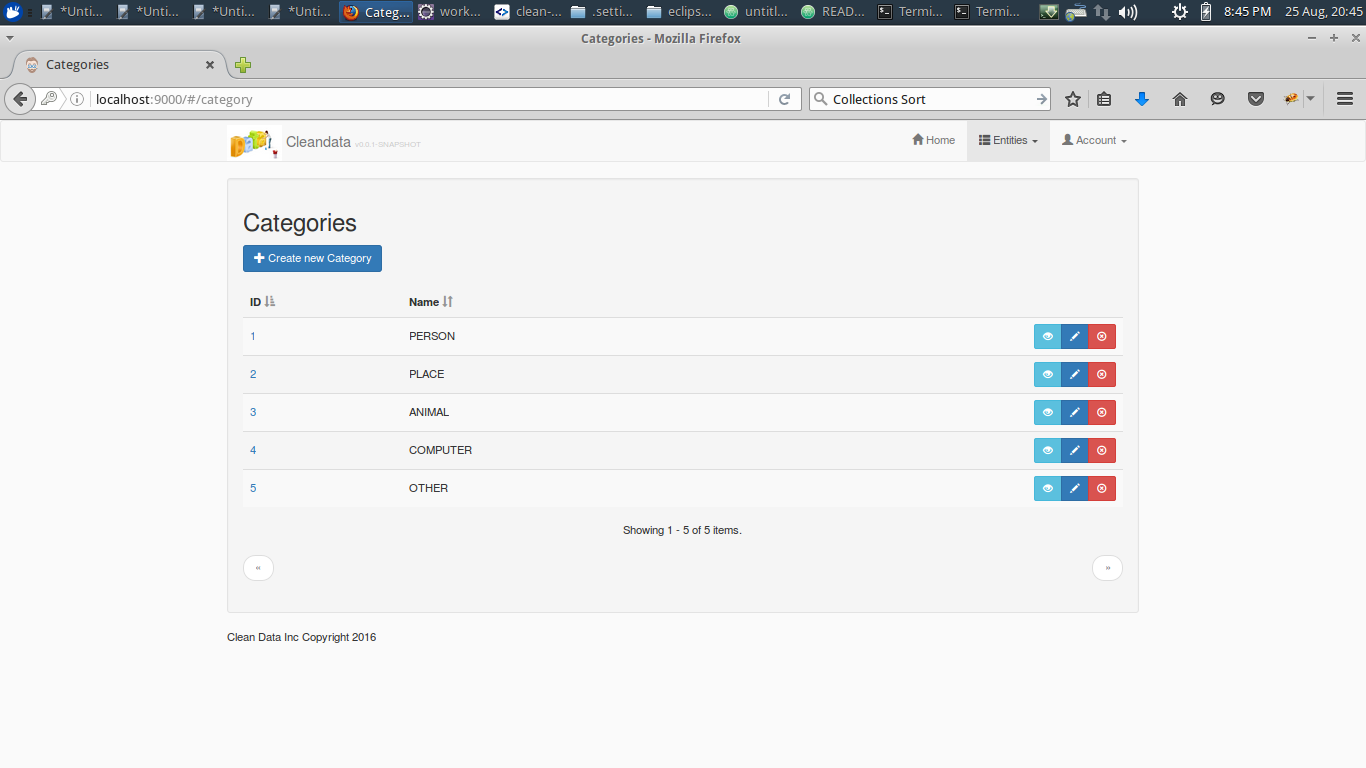 *Unti... *Unti... *Unti... *Unti... Categ... work... clean-... .setti... eclips... untitl... READ... Termi... Termi... 8:45 PM 25 Aug, 20:45
Categories - Mozilla Firefox
Categories
localhost:9000/#/category Collections Sort
Cleandata v0.0.1-SNAPSHOT Home Entities Account
Categories
Create new Category
ID Name
1 PERSON
2 PLACE
3 ANIMAL
4 COMPUTER
5 OTHER
Showing 1 - 5 of 5 items.
« »
Clean Data Inc Copyright 2016